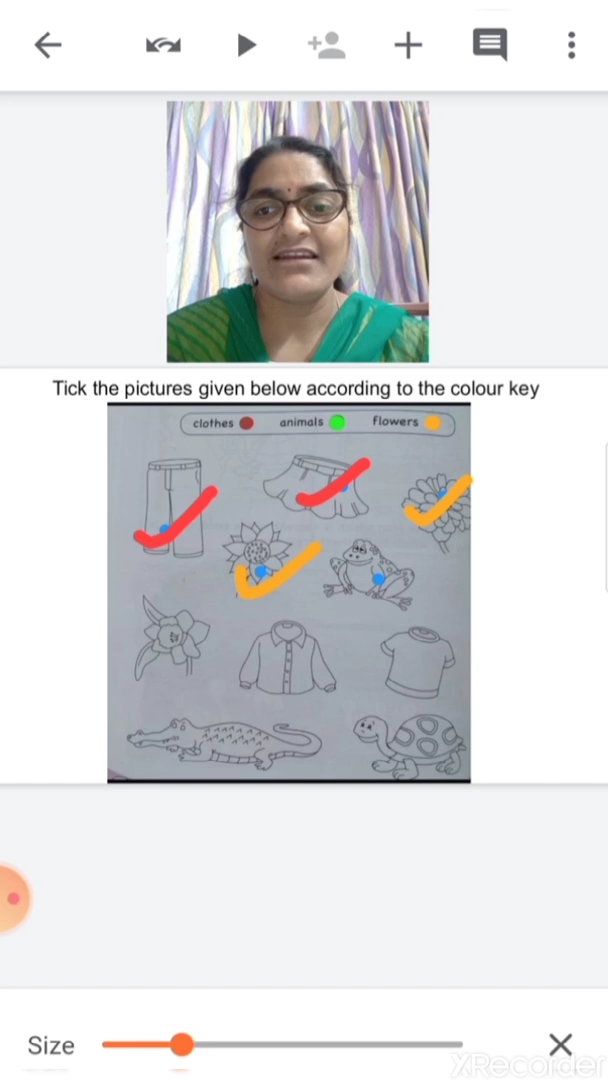 Tick the pictures given below according to the colour key
clothes animals flowers
Size
XRecorder